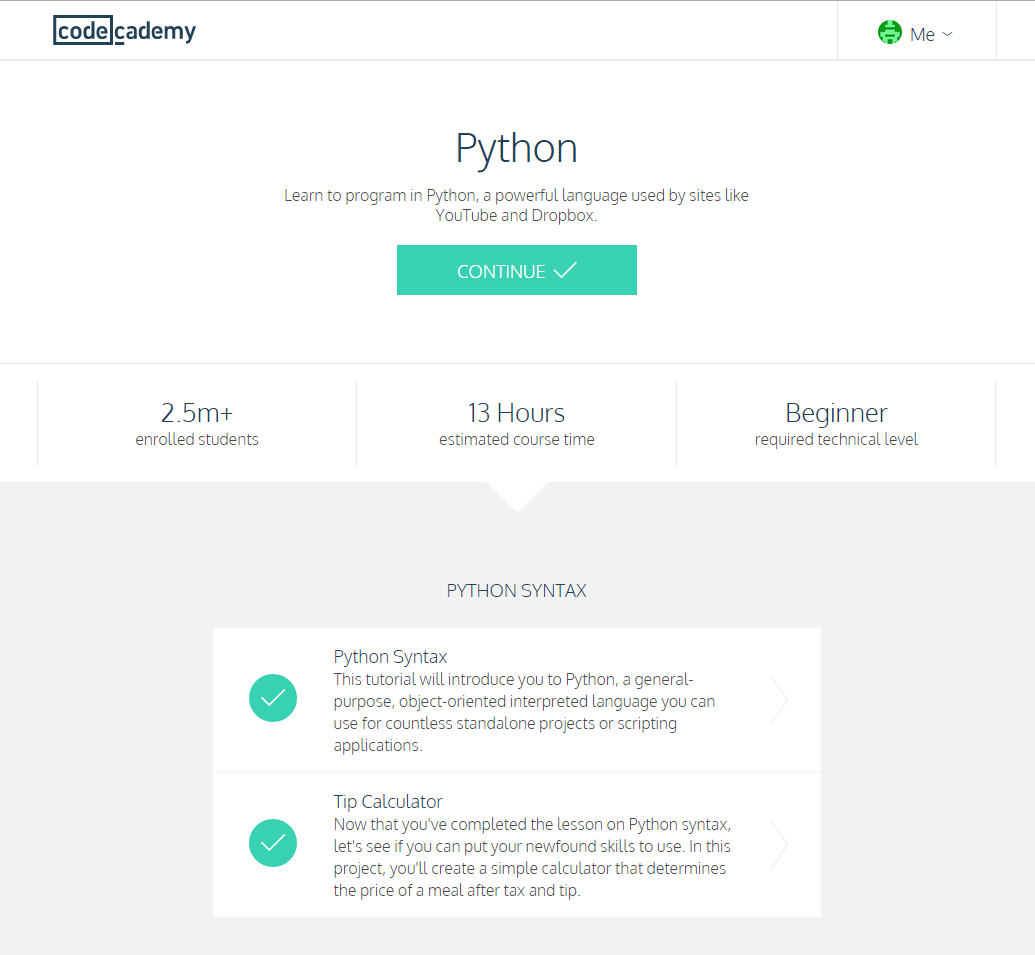 codecademy
Me
Python
Learn to program in Python, a powerful language used by sites like
YouTube and Dropbox.
CONTINUE
2.5m+
enrolled students
13 Hours
estimated course time
Beginner
required technical level
PYTHON SYNTAX
Python Syntax
This tutorial will introduce you to Python, a general-
purpose, object-oriented interpreted language you can
use for countless standalone projects or scripting
applications.
Tip Calculator
Now that you've completed the lesson on Python syntax,
let's see if you can put your newfound skills to use. In this
project, you'll create a simple calculator that determines
the price of a meal after tax and tip.